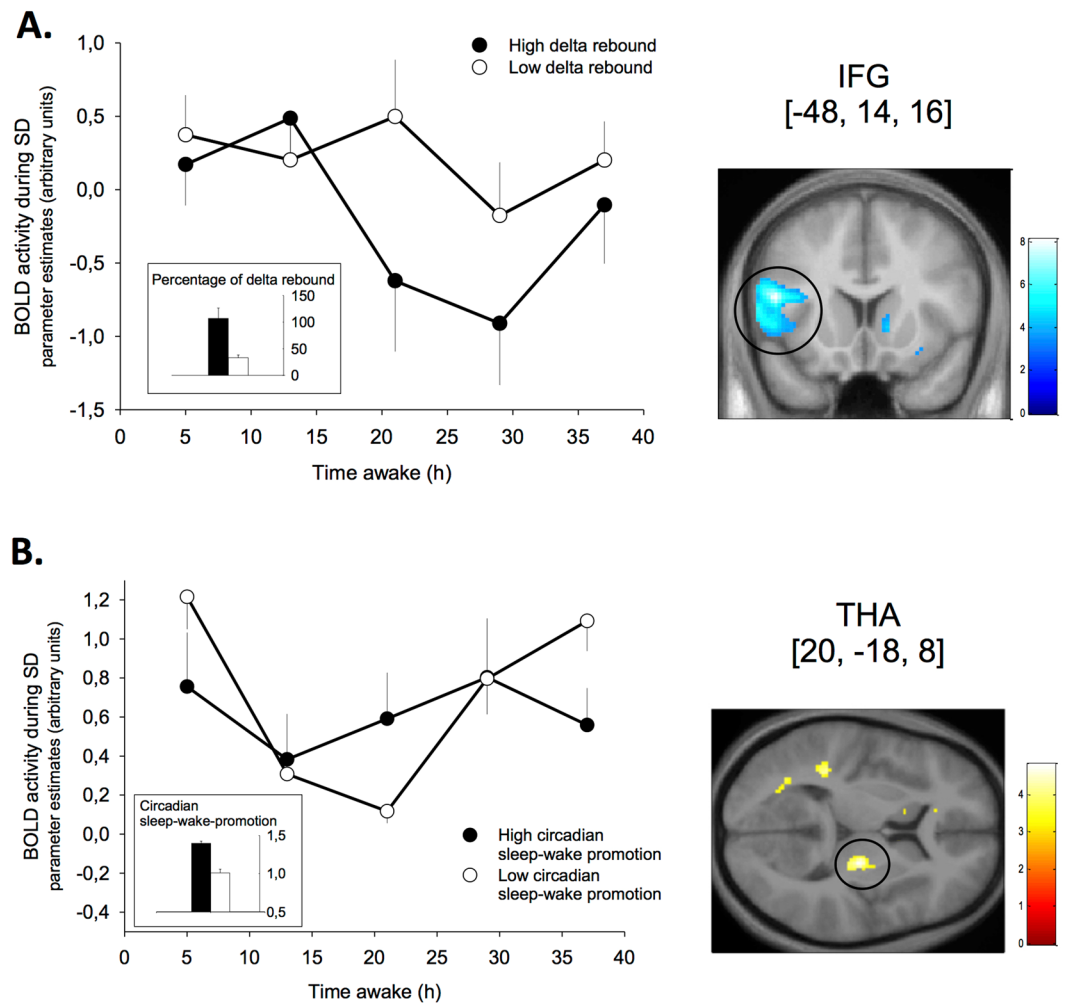 A.
High delta rebound
Low delta rebound
BOLD activity during SD
parameter estimates (arbitrary units)
1,0
0,5
0,0
-0,5
-1,0
-1,5
Percentage of delta rebound
150
100
50
0
0 5 10 15 20 25 30 35 40
Time awake (h)
IFG
[-48, 14, 16]
8
6
4
2
0
B.
BOLD activity during SD
parameter estimates (arbitrary units)
1,2
1,0
0,8
0,6
0,4
0,2
0,0
-0,2
-0,4
Circadian
sleep-wake-promotion
1,5
1,0
0,5
High circadian
sleep-wake promotion
Low circadian
sleep-wake promotion
0 5 10 15 20 25 30 35 40
Time awake (h)
THA
[20, -18, 8]
4
3
2
1
0